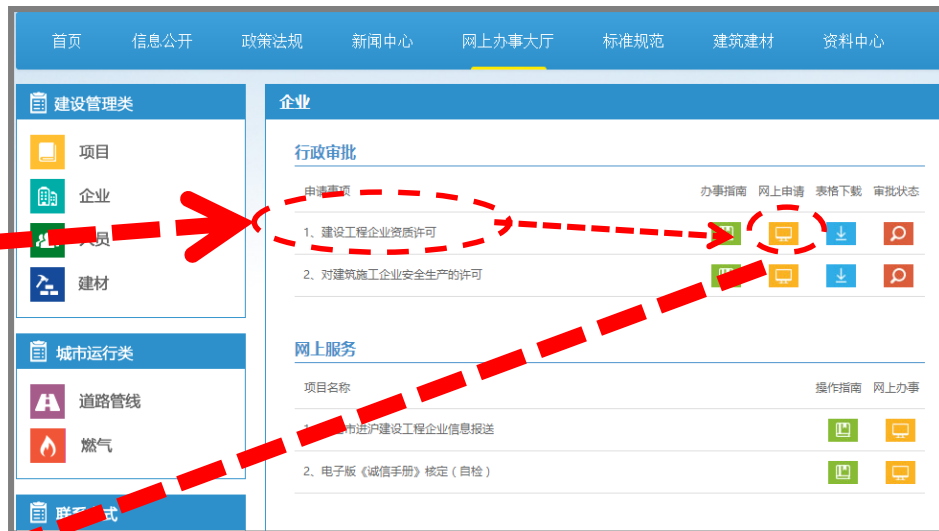 首页 信息公开 政策法规 新闻中心 网上办事大厅 标准规范 建筑建材 资料中心
建设管理类
项目
企业
人员
建材
城市运行类
道路管线
燃气
联系方式
企业
行政审批
申请事项 办事指南 网上申请 表格下载 审批状态
1、建设工程企业资质许可
2、对建筑施工企业安全生产的许可
网上服务
项目名称 操作指南 网上办事
市进沪建设工程企业信息报送
2、电子版《诚信手册》核定（自检）